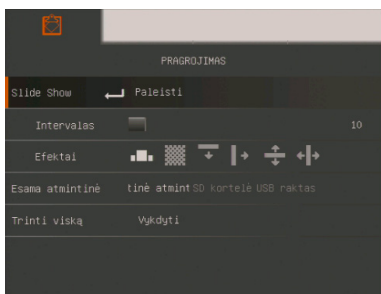 PRAGROJIMAS
Slide Show Paleisti
Intervalas 10
Efektai
Esama atmintinė tinė atmint SD kortelė USB raktas
Trinti viską Vykdyti